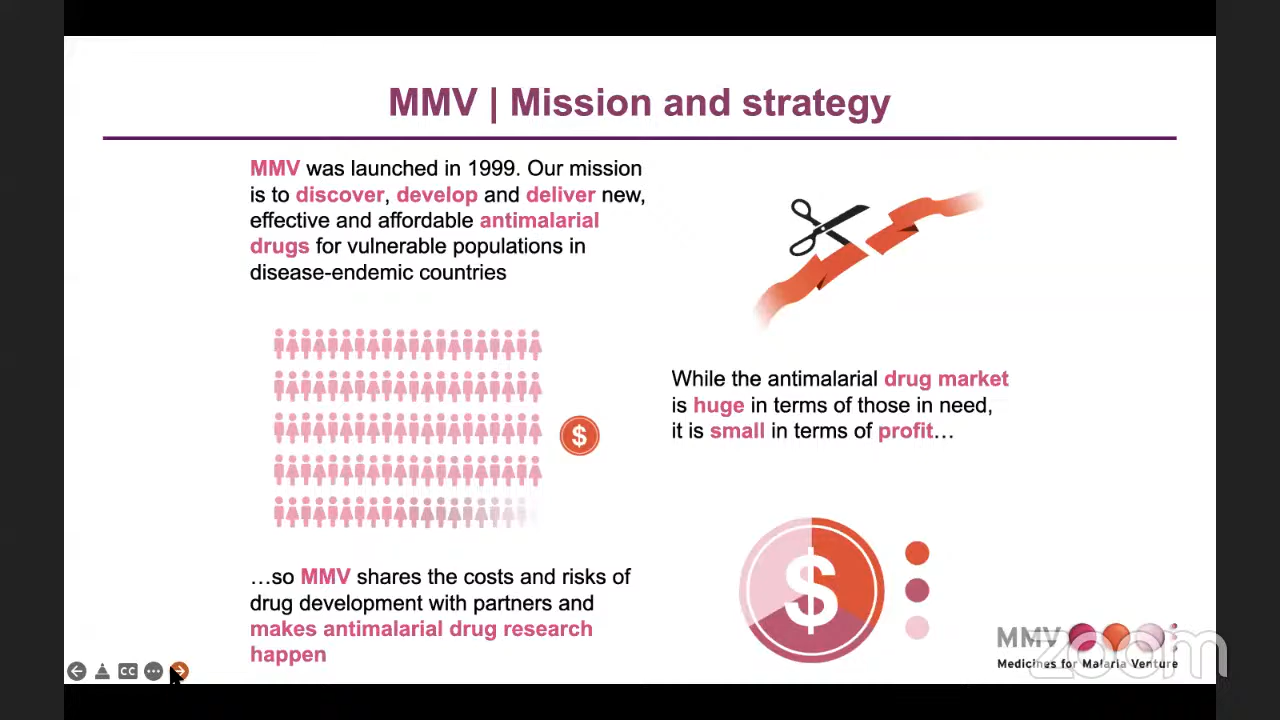 MMV | Mission and strategy
MMV was launched in 1999. Our mission
is to discover, develop and deliver new,
effective and affordable antimalarial
drugs for vulnerable populations in
disease-endemic countries
$
While the antimalarial drug market
is huge in terms of those in need,
it is small in terms of profit…
…so MMV shares the costs and risks of
drug development with partners and
makes antimalarial drug research
happen
$
MMV
Medicines for Malaria Venture
zoom
CC